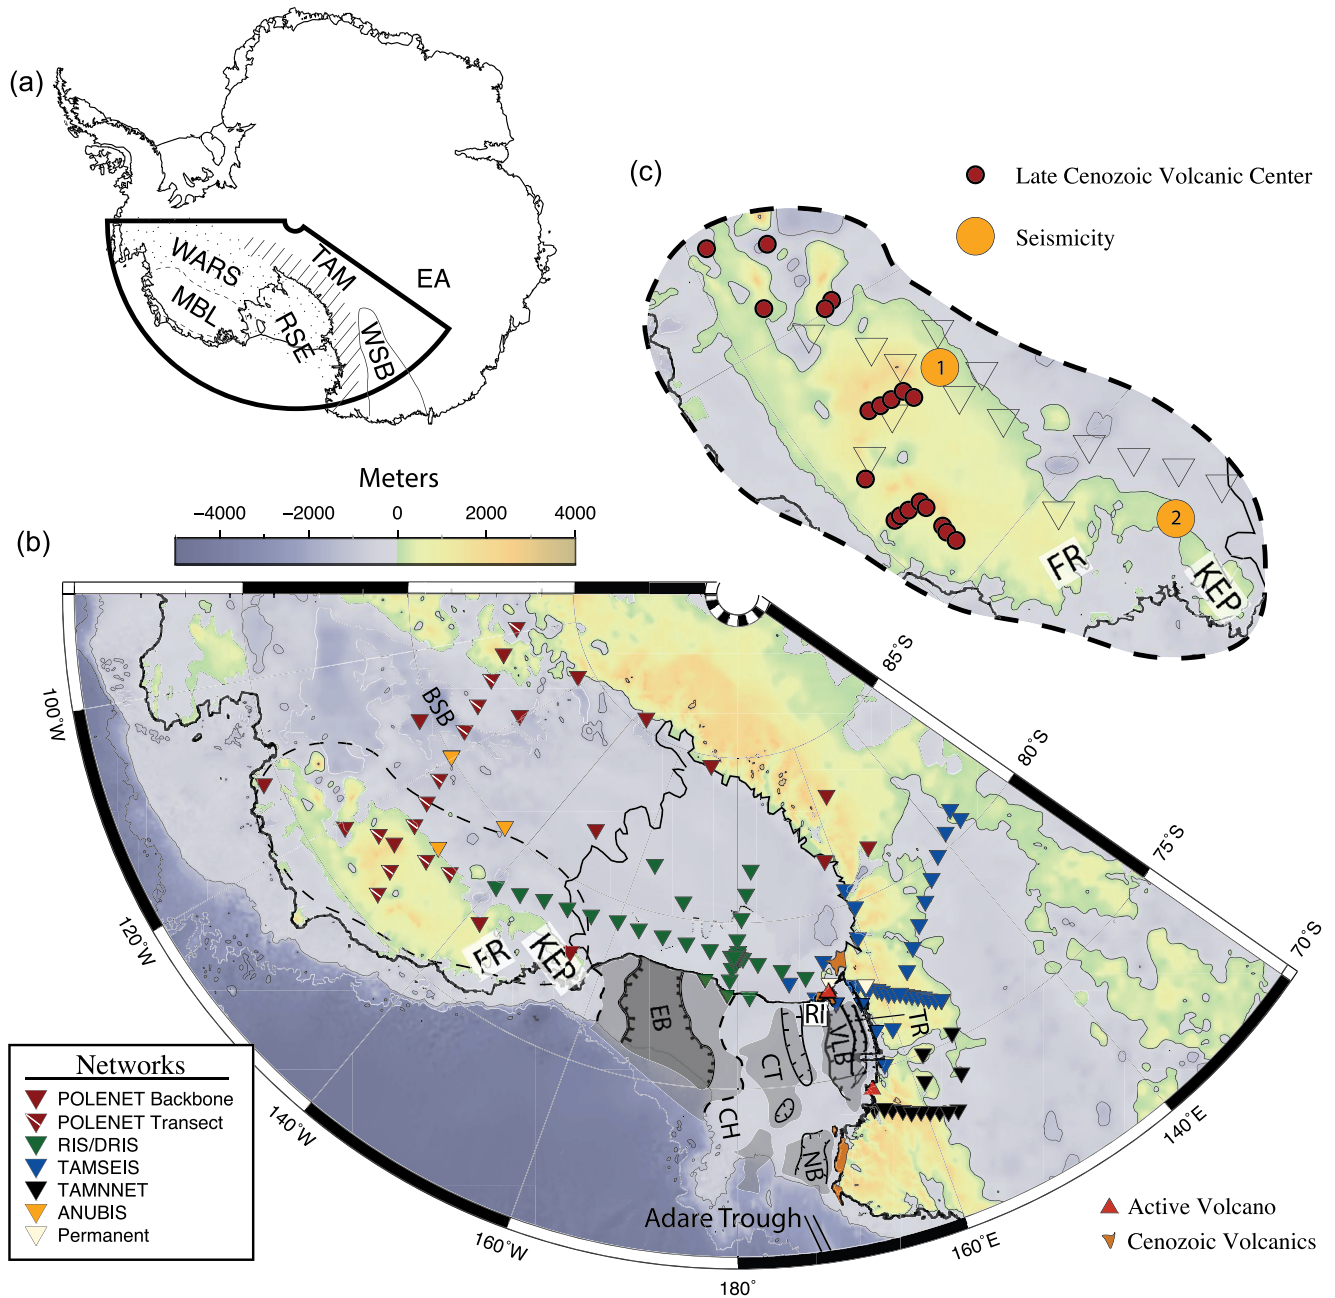 (a)
WARS
TAM
EA
MBL
RSE
WSB
(c)
Late Cenozoic Volcanic Center
Seismicity
1
2
FR
KEP
Meters
−4000 −2000 0 2000 4000
(b)
85°S
80°S
75°S
70°S
100°W
120°W
140°W
160°W
180°
160°E
140°E
BSB
FR
KEP
EB
RI
TR
VLB
CT
CH
NB
Adare Trough
Networks
POLENET Backbone
POLENET Transect
RIS/DRIS
TAMSEIS
TAMNNET
ANUBIS
Permanent
Active Volcano
Cenozoic Volcanics